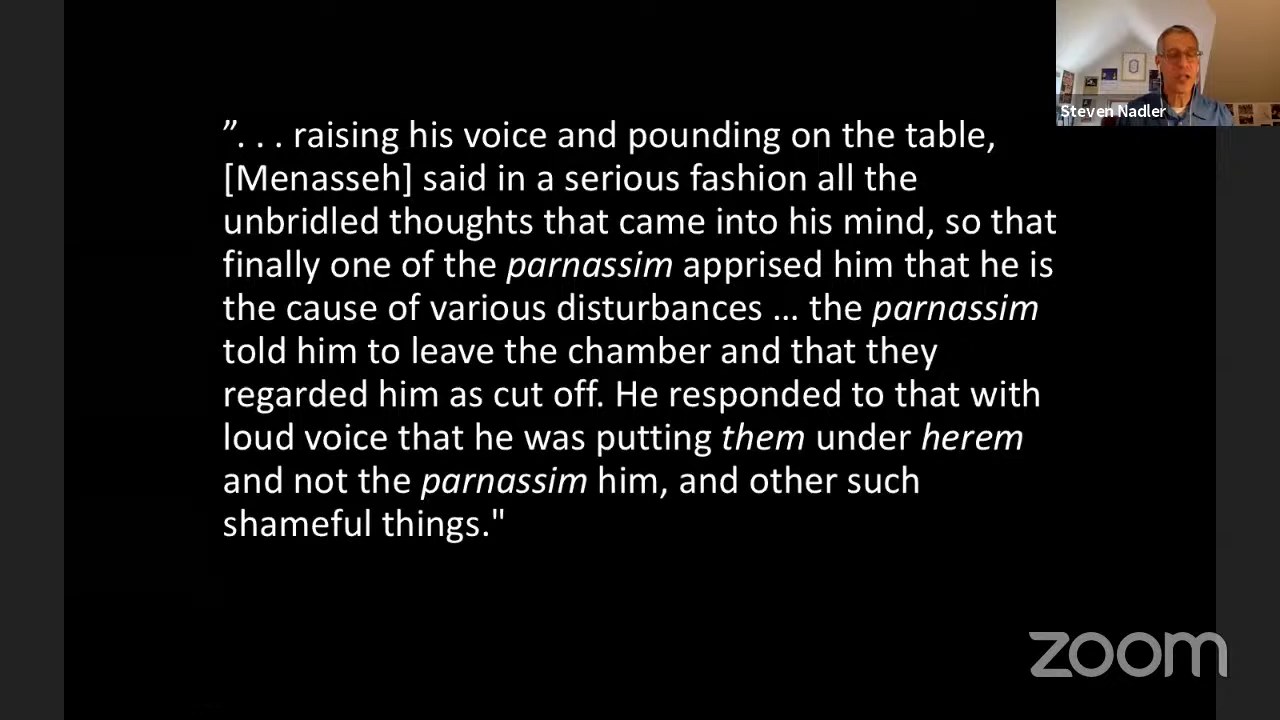 Steven Nadler
”. . . raising his voice and pounding on the table,
[Menasseh] said in a serious fashion all the
unbridled thoughts that came into his mind, so that
finally one of the parnassim apprised him that he is
the cause of various disturbances … the parnassim
told him to leave the chamber and that they
regarded him as cut off. He responded to that with
loud voice that he was putting them under herem
and not the parnassim him, and other such
shameful things."
zoom